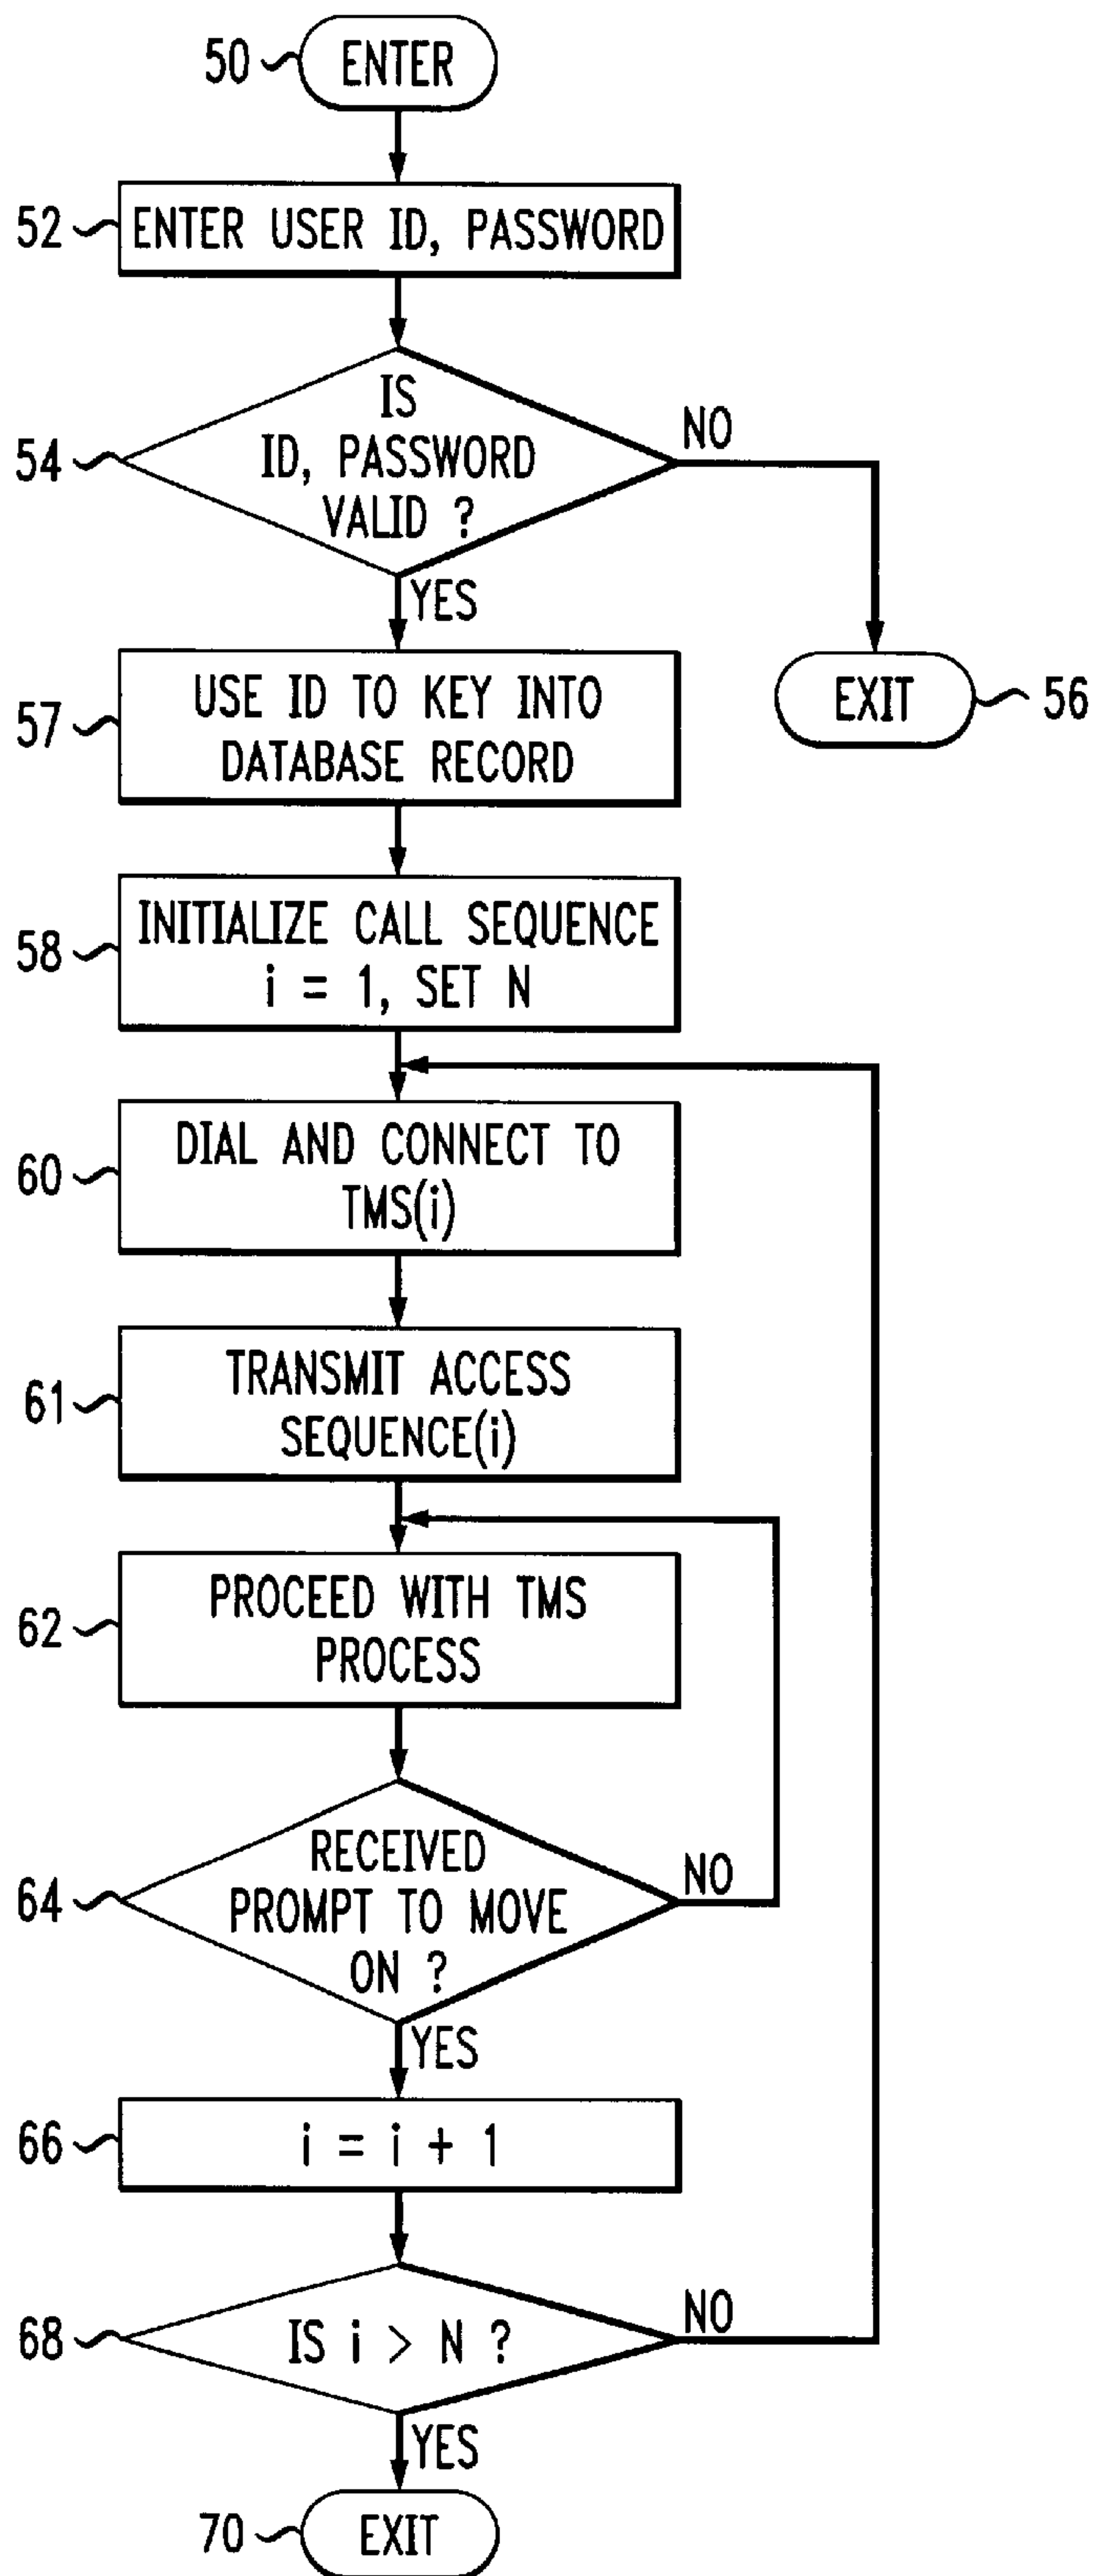 50 ENTER
52 ENTER USER ID, PASSWORD
IS
54 ID, PASSWORD
VALID ?
NO
YES
57 USE ID TO KEY INTO
DATABASE RECORD
EXIT 56
58 INITIALIZE CALL SEQUENCE
i = 1, SET N
60 DIAL AND CONNECT TO
TMS(i)
61 TRANSMIT ACCESS
SEQUENCE(i)
62 PROCEED WITH TMS
PROCESS
RECEIVED
64 PROMPT TO MOVE
ON ?
NO
YES
66 i = i + 1
68 IS i > N ?
NO
YES
70 EXIT